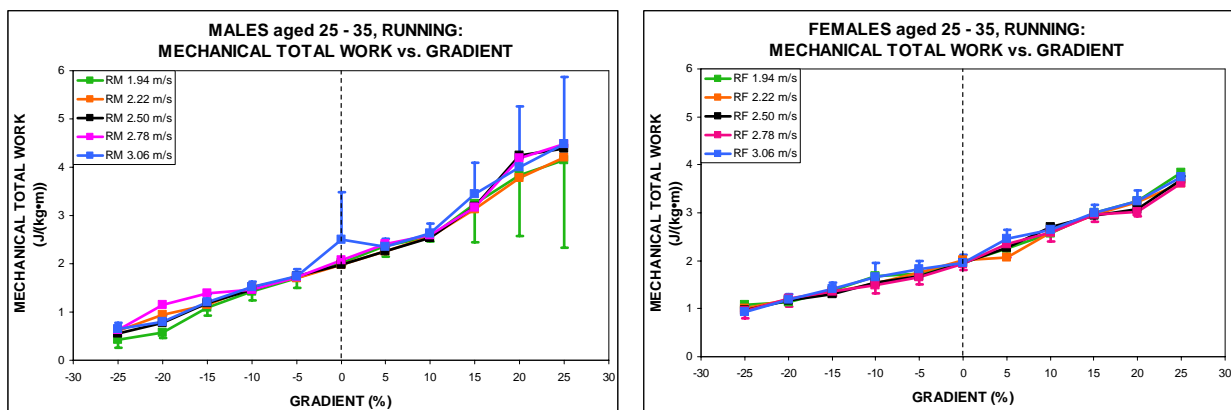 MALES aged 25 - 35, RUNNING:
MECHANICAL TOTAL WORK vs. GRADIENT
MECHANICAL TOTAL WORK
(J/(kg•m))
6
5
4
3
2
1
0
RM 1.94 m/s
RM 2.22 m/s
RM 2.50 m/s
RM 2.78 m/s
RM 3.06 m/s
-30 -25 -20 -15 -10 -5 0 5 10 15 20 25 30
GRADIENT (%)
FEMALES aged 25 - 35, RUNNING:
MECHANICAL TOTAL WORK vs. GRADIENT
MECHANICAL TOTAL WORK
(J/(kg•m))
6
5
4
3
2
1
0
RF 1.94 m/s
RF 2.22 m/s
RF 2.50 m/s
RF 2.78 m/s
RF 3.06 m/s
-30 -25 -20 -15 -10 -5 0 5 10 15 20 25 30
GRADIENT (%)